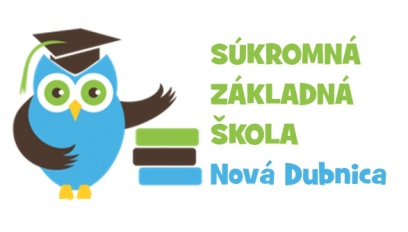 SÚKROMNÁ
ZÁKLADNÁ
ŠKOLA
Nová Dubnica